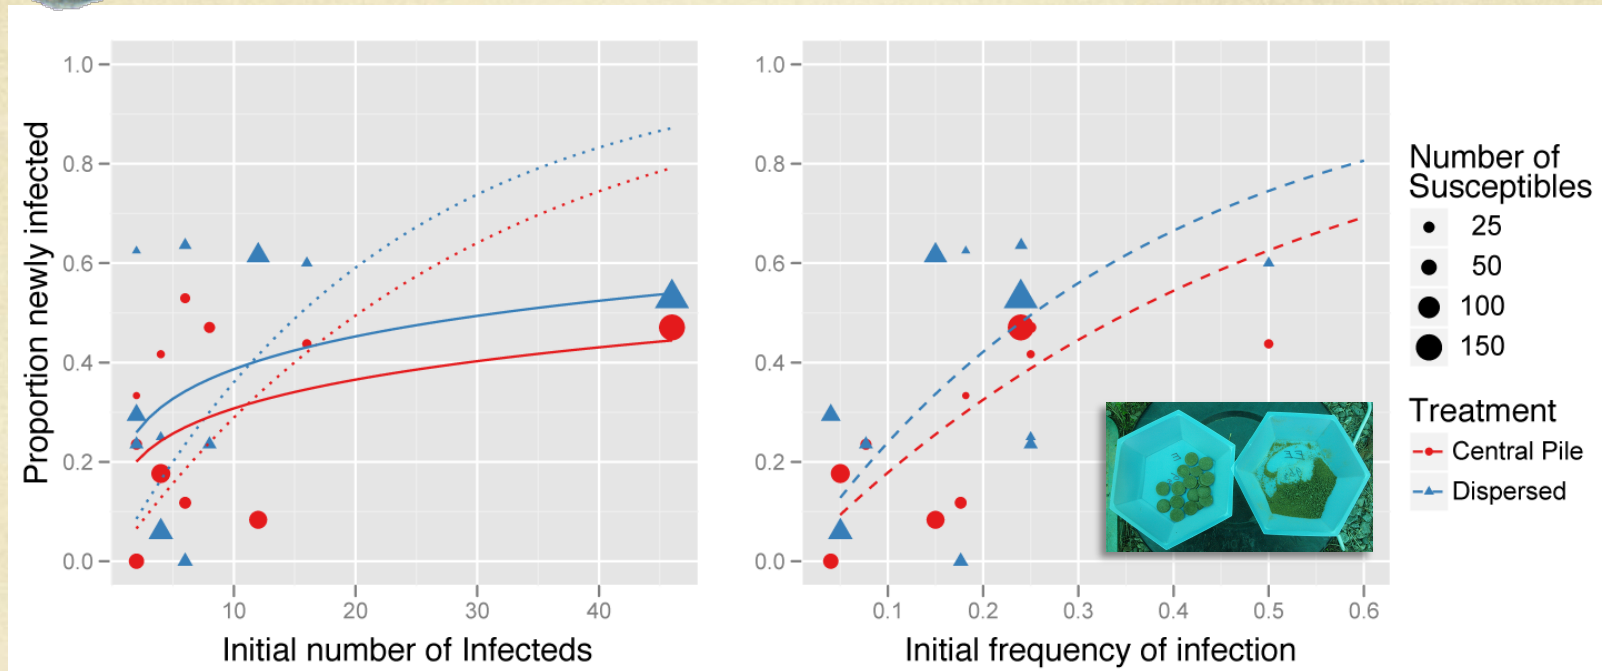 Proportion newly infected
1.0
0.8
0.6
0.4
0.2
0.0
10 20 30 40
Initial number of Infecteds
1.0
0.8
0.6
0.4
0.2
0.0
0.1 0.2 0.3 0.4 0.5 0.6
Initial frequency of infection
Number of
Susceptibles
25
50
100
150
Treatment
Central Pile
Dispersed